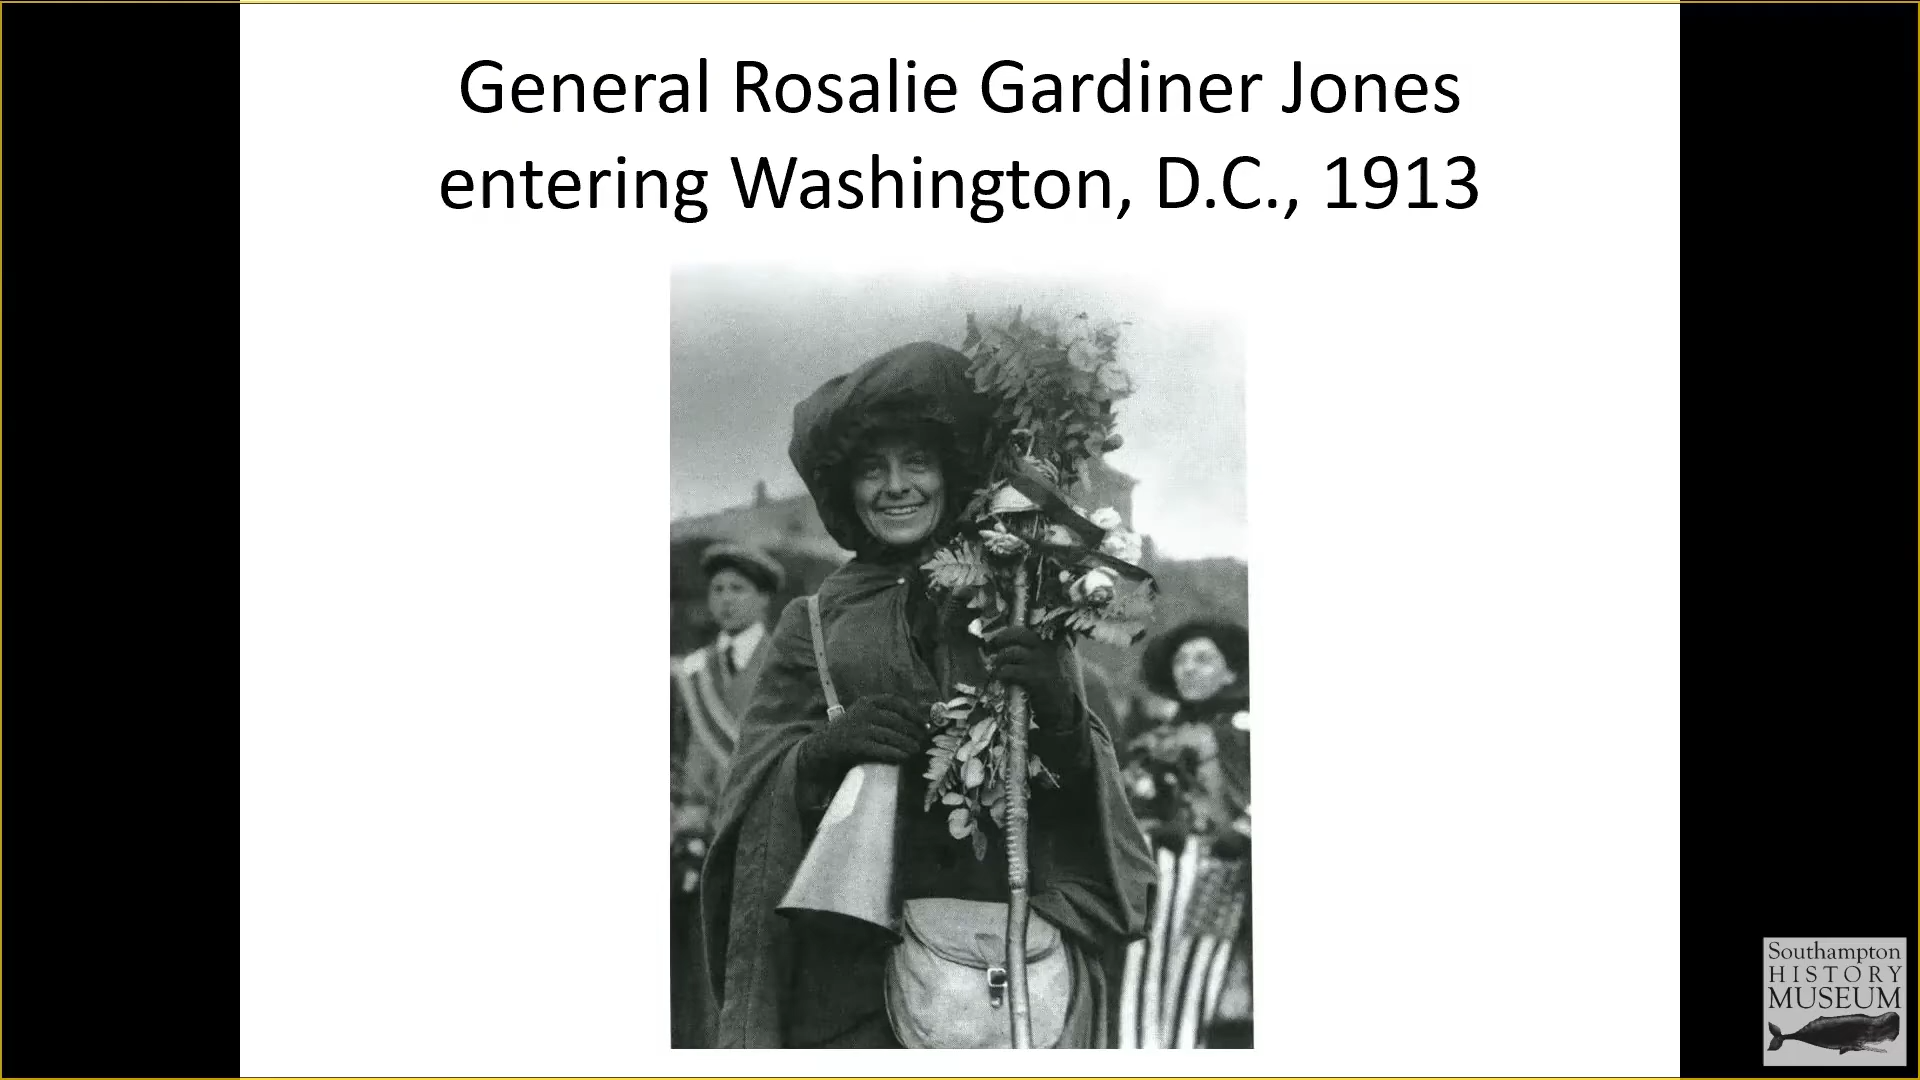 General Rosalie Gardiner Jones
entering Washington, D.C., 1913
Southampton
HISTORY
MUSEUM